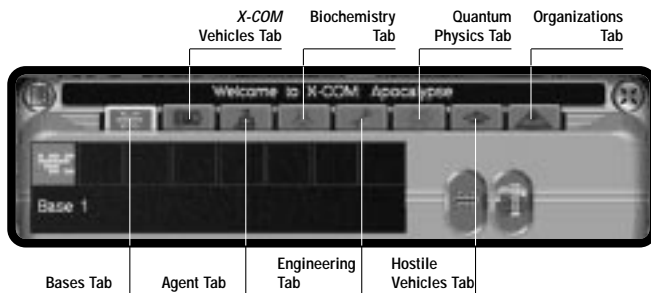 X-COM Vehicles Tab
Biochemistry Tab
Quantum Physics Tab
Organizations Tab
Welcome to X-COM: Apocalypse
Base 1
Bases Tab
Agent Tab
Engineering Tab
Hostile Vehicles Tab